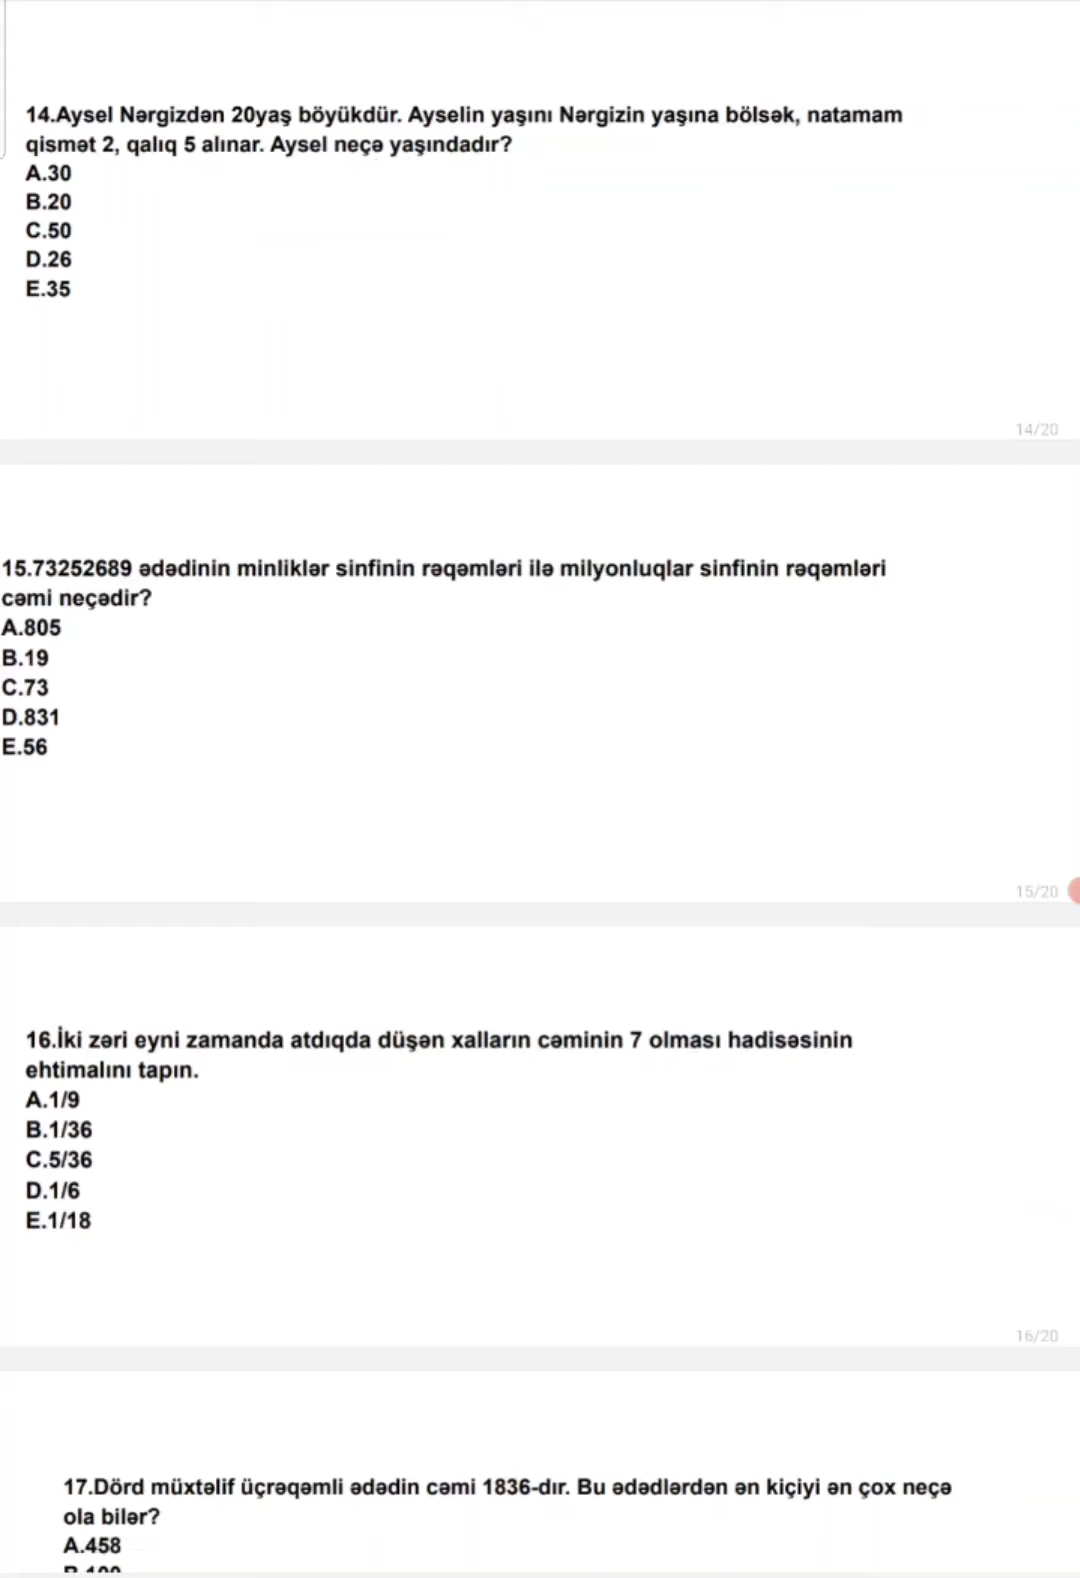 14.Aysel Nərgizdən 20yaş böyükdür. Ayselin yaşını Nərgizin yaşına bölsək, natamam
qismət 2, qalıq 5 alınar. Aysel neçə yaşındadır?
A.30
B.20
C.50
D.26
E.35
14/20
15.73252689 ədədinin minliklər sinfinin rəqəmləri ilə milyonluqlar sinfinin rəqəmləri
cəmi neçədir?
A.805
B.19
C.73
D.831
E.56
15/20
16.İki zəri eyni zamanda atdıqda düşən xalların cəminin 7 olması hadisəsinin
ehtimalını tapın.
A.1/9
B.1/36
C.5/36
D.1/6
E.1/18
16/20
17.Dörd müxtəlif üçrəqəmli ədədin cəmi 1836-dır. Bu ədədlərdən ən kiçiyi ən çox neçə
ola bilər?
A.458